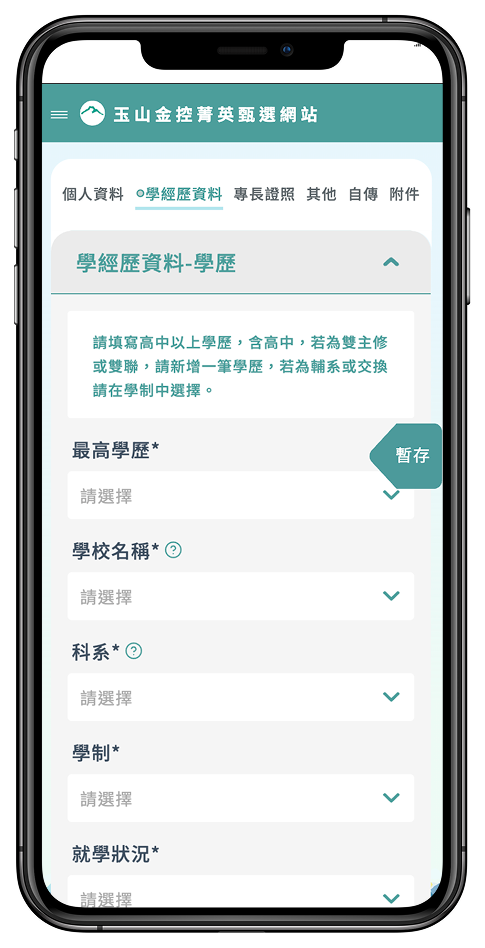 玉山金控菁英甄選網站
個人資料 學經歷資料 專長證照 其他 自傳 附件
學經歷資料-學歷
請填寫高中以上學歷，含高中，若為雙主修
或雙聯，請新增一筆學歷，若為輔系或交換
請在學制中選擇。
最高學歷*
暫存
請選擇
學校名稱* ?
請選擇
科系* ?
請選擇
學制*
請選擇
就學狀況*
請選擇